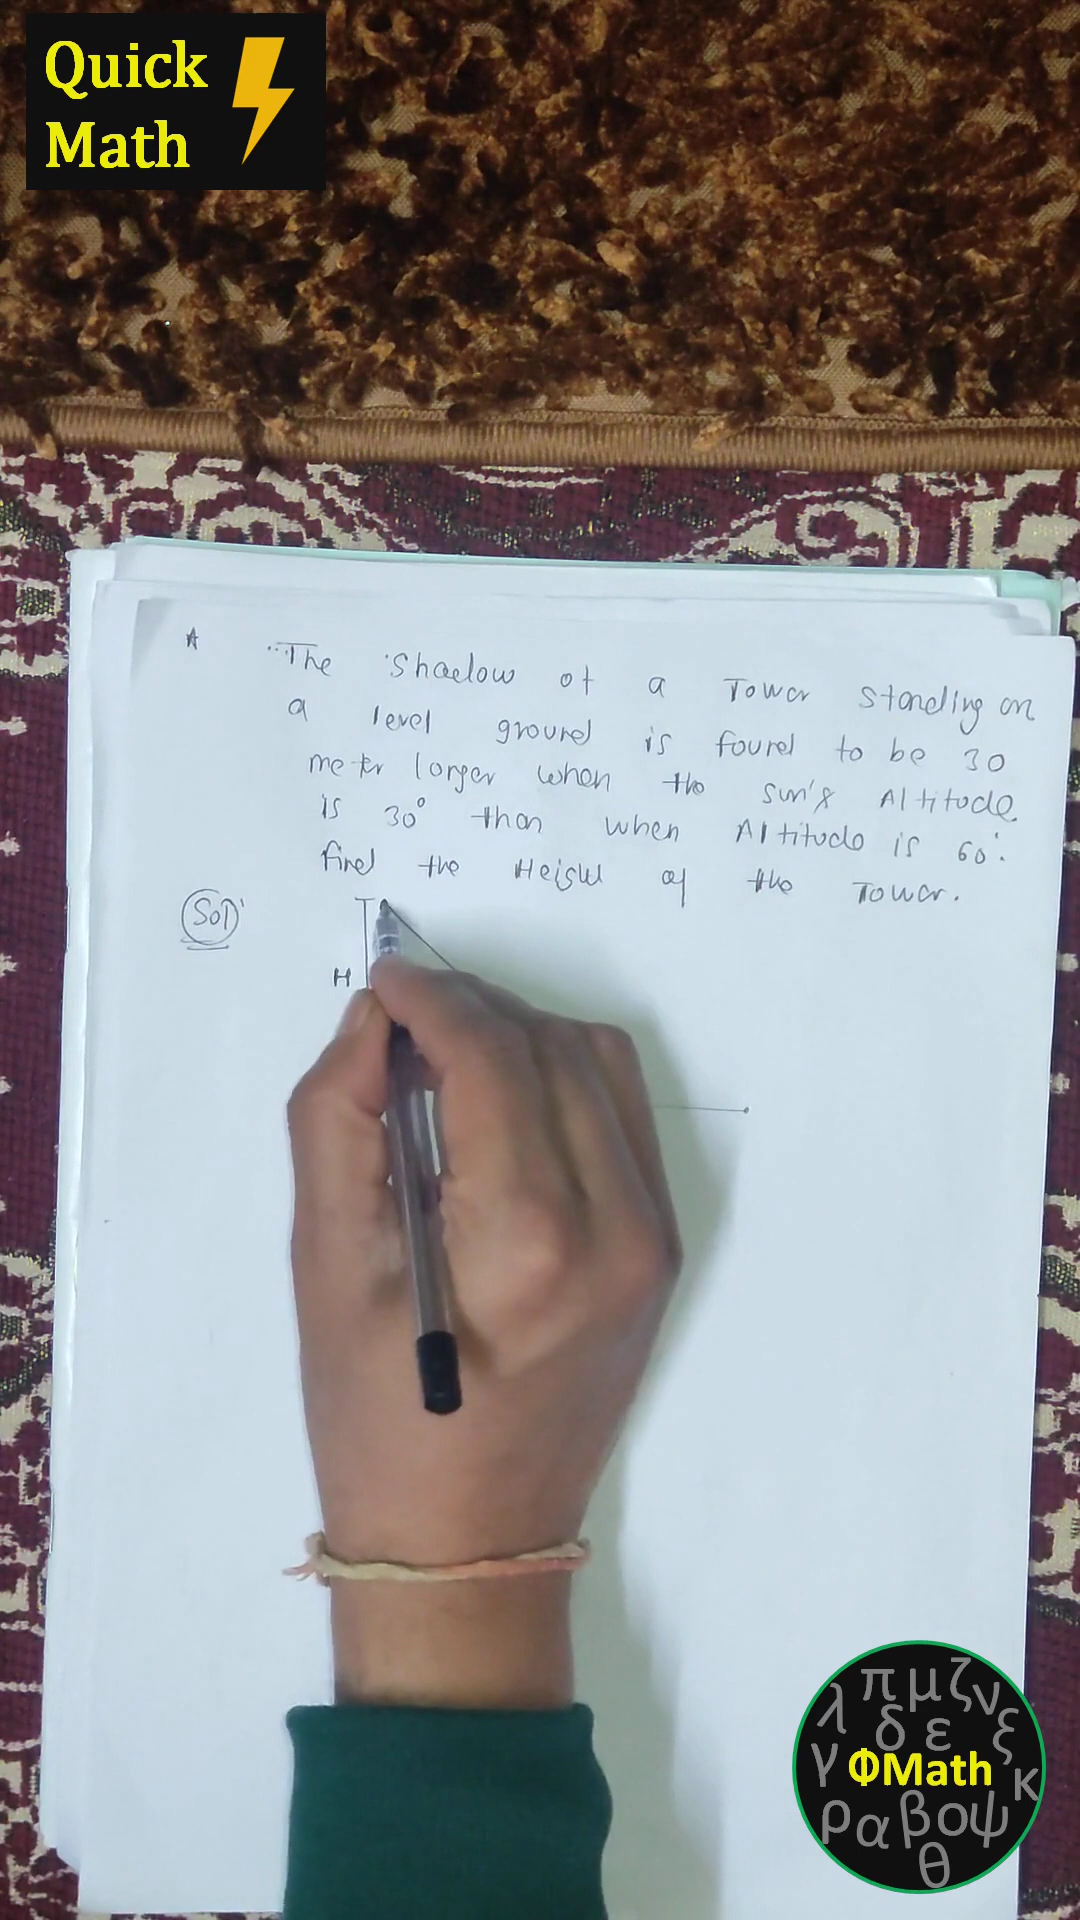 Quick
Math
The Shadow of a Tower standing on
a level ground is found to be 30
meter longer when the sun's Altitude
is 30° than when Altitude is 60°.
find the Height of the Tower.
Sol
H
π μ ζ ν
λ δ ε ξ
γ ΦMath κ
ρ α β ο ψ
θ